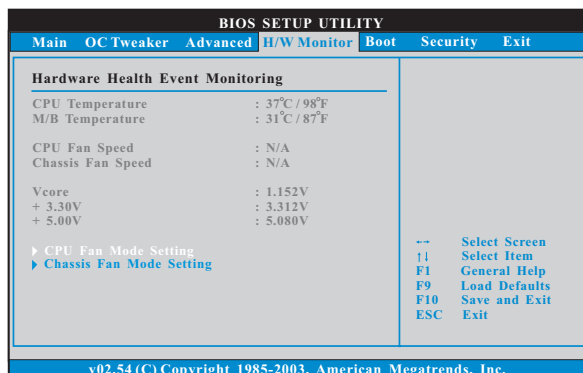 BIOS SETUP UTILITY
Main OC Tweaker Advanced H/W Monitor Boot Security Exit
Hardware Health Event Monitoring
CPU Temperature : 37°C / 98°F
M/B Temperature : 31°C / 87°F
CPU Fan Speed : N/A
Chassis Fan Speed : N/A
Vcore : 1.152V
+ 3.30V : 3.312V
+ 5.00V : 5.080V
CPU Fan Mode Setting
Chassis Fan Mode Setting
←→ Select Screen
↑↓ Select Item
F1 General Help
F9 Load Defaults
F10 Save and Exit
ESC Exit
v02.54 (C) Copyright 1985-2003, American Megatrends, Inc.